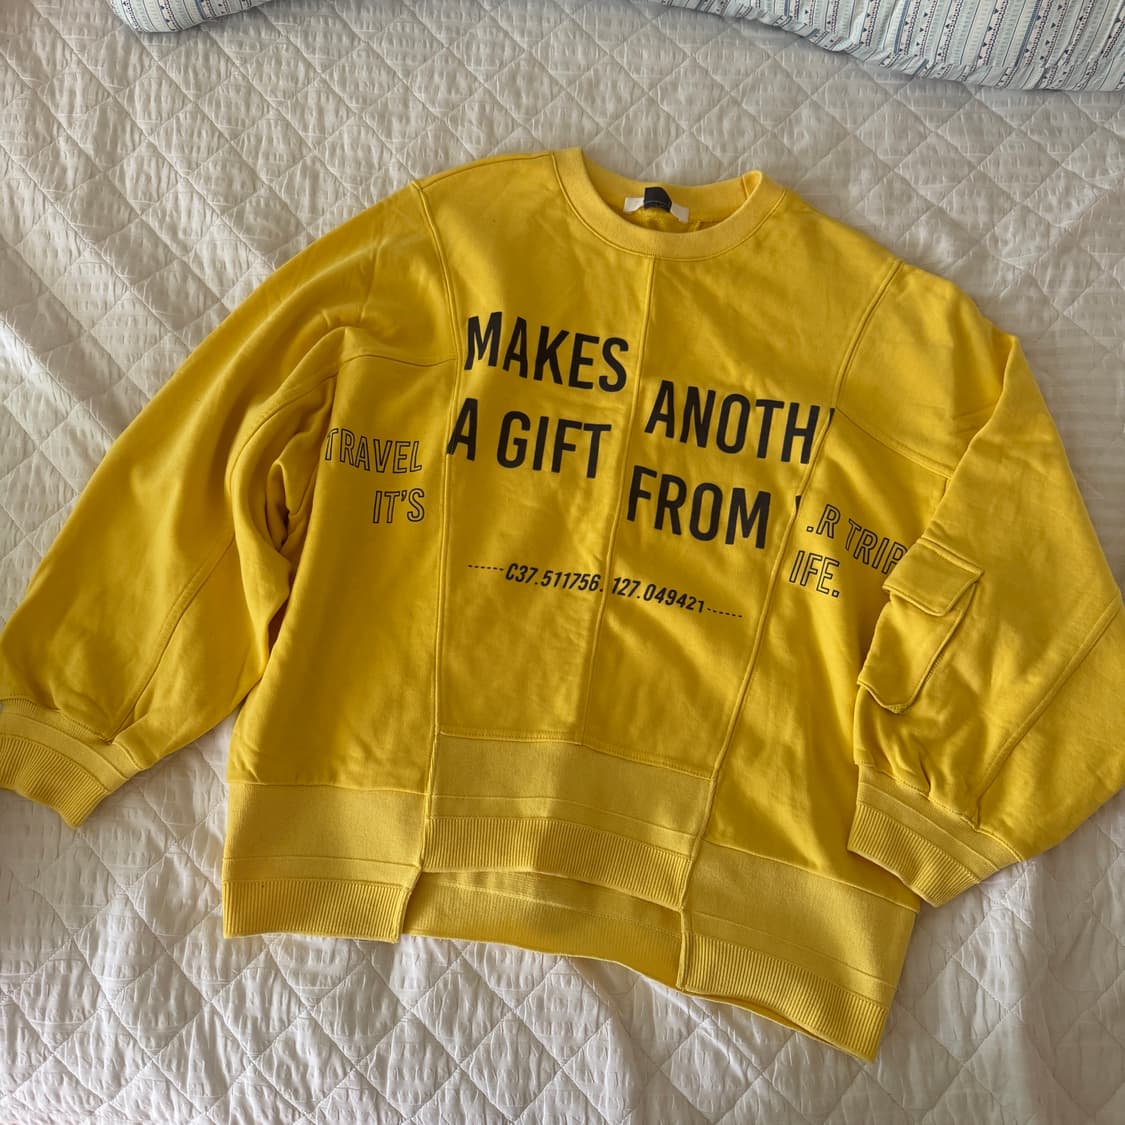 TRAVEL MAKES ANOTH .R TRIP
IT'S A GIFT FROM IFE.
------C37.511756.127.049421------